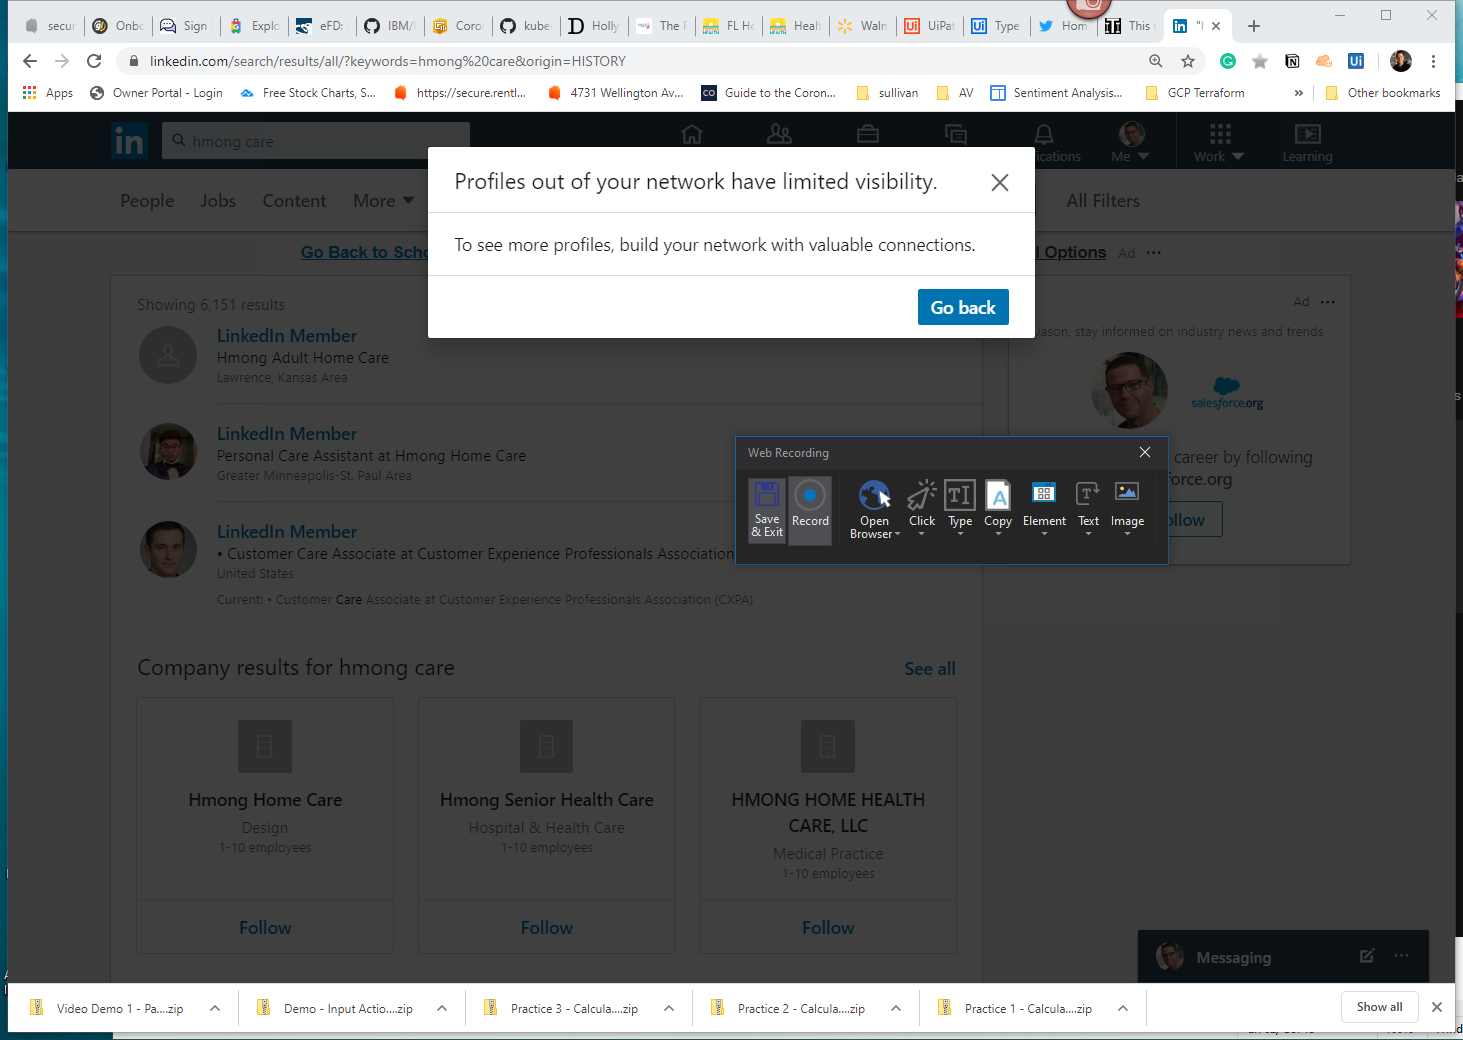 secur
Onbo
Sign
Explo
eFD:
IBM/
Coro
kube
Holly
The F
FL He
Healt
Walm
UiPat
Type
Hom
This i
"l
linkedin.com/search/results/all/?keywords=hmong%20care&origin=HISTORY
Apps
Owner Portal - Login
Free Stock Charts, S...
https://secure.rentl...
4731 Wellington Av...
Guide to the Coron...
sullivan
AV
Sentiment Analysis...
GCP Terraform
»
Other bookmarks
in
hmong care
ications
Me
Work
Learning
People
Jobs
Content
More
All Filters
Profiles out of your network have limited visibility.
To see more profiles, build your network with valuable connections.
Go back
Go Back to Scho
l Options
Ad
Showing 6,151 results
LinkedIn Member
Hmong Adult Home Care
Lawrence, Kansas Area
LinkedIn Member
Personal Care Assistant at Hmong Home Care
Greater Minneapolis-St. Paul Area
LinkedIn Member
• Customer Care Associate at Customer Experience Professionals Association
United States
Current: • Customer Care Associate at Customer Experience Professionals Association (CXPA)
Ad
Jason, stay informed on industry news and trends
salesforce.org
career by following
rce.org
llow
Web Recording
Save & Exit
Record
Open Browser
Click
Type
Copy
Element
Text
Image
Company results for hmong care
See all
Hmong Home Care
Design
1-10 employees
Follow
Hmong Senior Health Care
Hospital & Health Care
1-10 employees
Follow
HMONG HOME HEALTH
CARE, LLC
Medical Practice
1-10 employees
Follow
Messaging
Video Demo 1 - Pa....zip
Demo - Input Actio....zip
Practice 3 - Calcula....zip
Practice 2 - Calcula....zip
Practice 1 - Calcula....zip
Show all